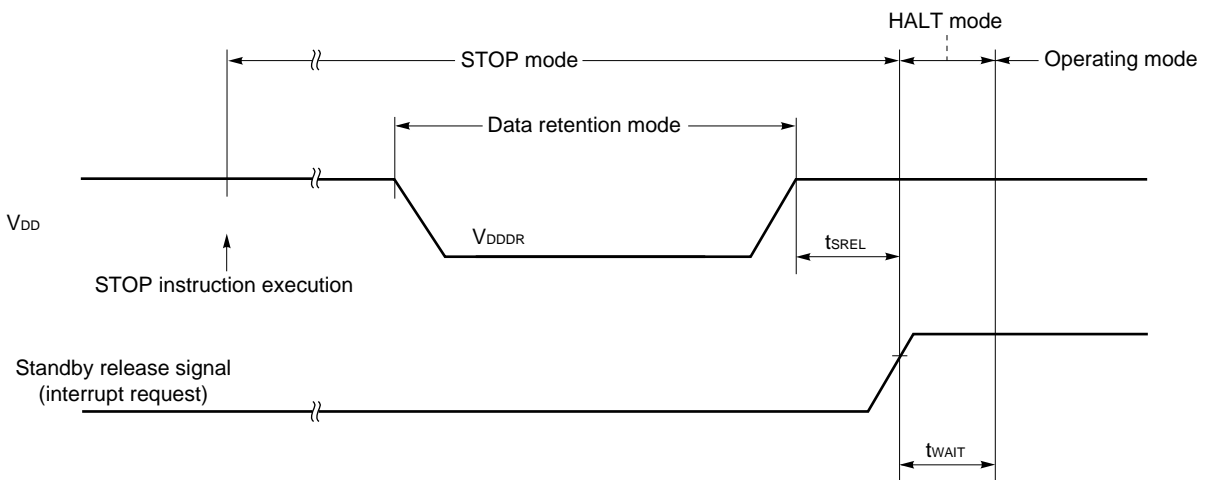 HALT mode
STOP mode
Operating mode
Data retention mode
VDD
VDDDR
tSREL
STOP instruction execution
Standby release signal
(interrupt request)
tWAIT